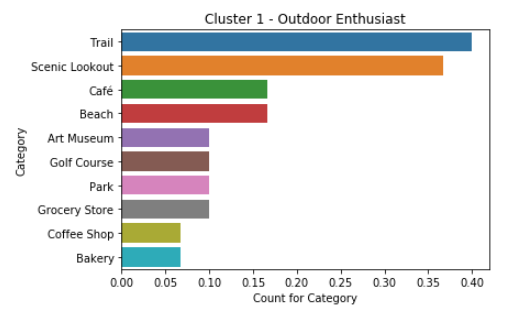 Cluster 1 - Outdoor Enthusiast
Category
Trail
Scenic Lookout
Café
Beach
Art Museum
Golf Course
Park
Grocery Store
Coffee Shop
Bakery
0.00 0.05 0.10 0.15 0.20 0.25 0.30 0.35 0.40
Count for Category